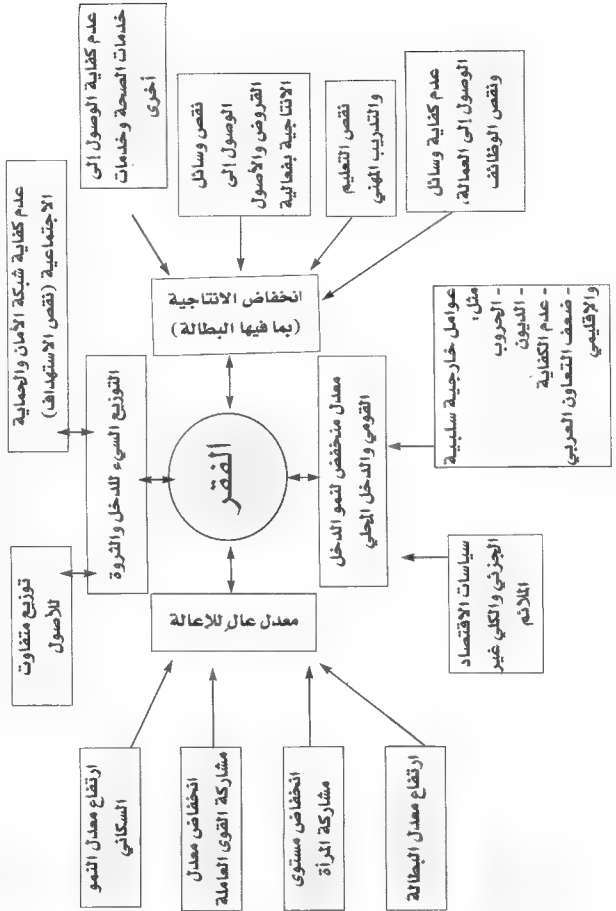 توزيع متفاوت
للأصول
عدم كفاية شبكة الأمان والحماية
الاجتماعية (نقص الاستهداف)
عدم كفاية الوصول إلى
خدمات الصحة وخدمات
أخرى
التوزيع السيء للدخل والثروة
نقص وسائل
الوصول إلى
القروض والأصول
الانتاجية بفعالية
ارتفاع معدل النمو
السكاني
انخفاض معدل
مشاركة القوى العاملة
انخفاض مستوى
مشاركة المرأة
ارتفاع معدل البطالة
معدل عالٍ للإعالة
الفقر
انخفاض الانتاجية
(بما فيها البطالة)
نقص التعليم
والتدريب المهني
عدم كفاية وسائل
الوصول إلى العمالة،
ونقص الوظائف
معدل منخفض لنمو الدخل
القومي والدخل المحلي
سياسات الاقتصاد
الجزئي والكلي غير
الملائم
عوامل خارجية سلبية
مثل:
- الحروب
- الديون
- عدم الكفاية
- ضعف التعاون العربي
والاقليمي